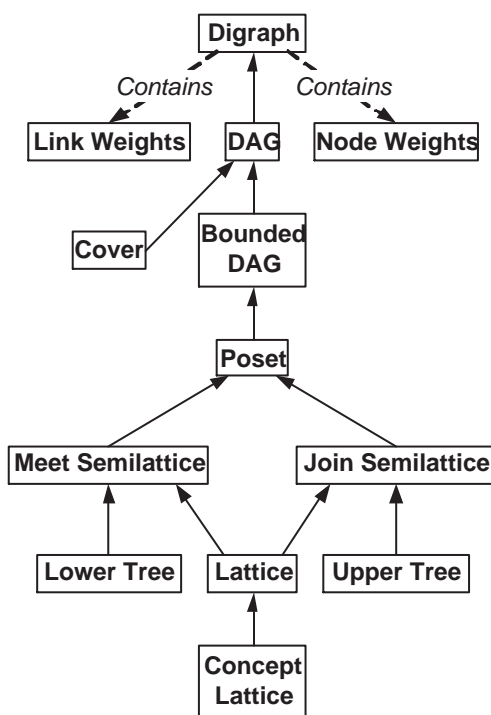 Digraph
Contains
Contains
Link Weights
DAG
Node Weights
Cover
Bounded
DAG
Poset
Meet Semilattice
Join Semilattice
Lower Tree
Lattice
Upper Tree
Concept
Lattice